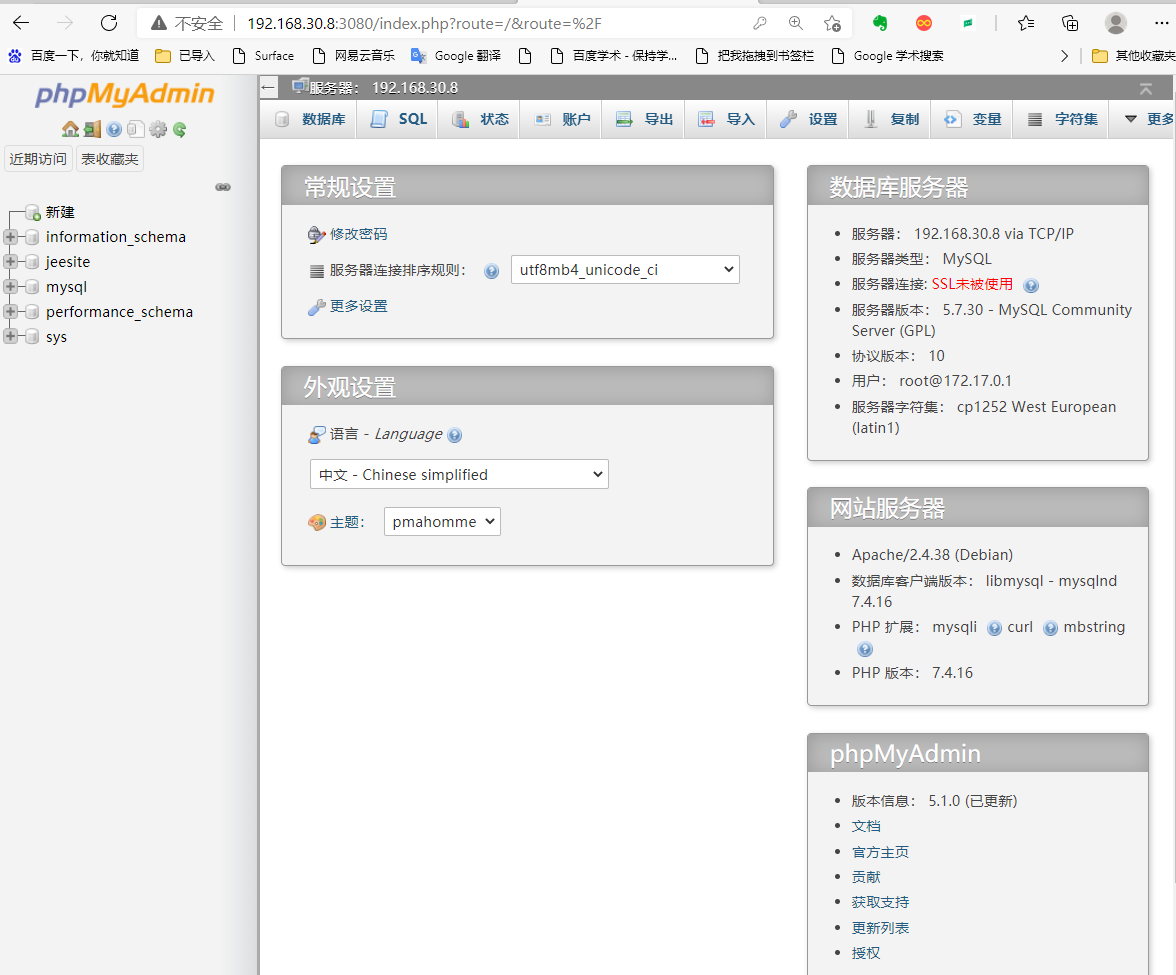 不安全 192.168.30.8:3080/index.php?route=/&route=%2F
百度一下，你就知道 已导入 Surface 网易云音乐 Google 翻译 百度学术 - 保持学... 把我拖拽到书签栏 Google 学术搜索 其他收藏夹
phpMyAdmin
近期访问 表收藏夹
新建
information_schema
jeesite
mysql
performance_schema
sys
服务器： 192.168.30.8
数据库 SQL 状态 账户 导出 导入 设置 复制 变量 字符集 更多
常规设置
修改密码
服务器连接排序规则： utf8mb4_unicode_ci
更多设置
外观设置
语言 - Language
中文 - Chinese simplified
主题： pmahomme
数据库服务器
服务器： 192.168.30.8 via TCP/IP
服务器类型： MySQL
服务器连接: SSL未被使用
服务器版本： 5.7.30 - MySQL Community
Server (GPL)
协议版本： 10
用户： root@172.17.0.1
服务器字符集： cp1252 West European
(latin1)
网站服务器
Apache/2.4.38 (Debian)
数据库客户端版本： libmysql - mysqlnd
7.4.16
PHP 扩展： mysqli curl mbstring
PHP 版本： 7.4.16
phpMyAdmin
版本信息： 5.1.0 (已更新)
文档
官方主页
贡献
获取支持
更新列表
授权